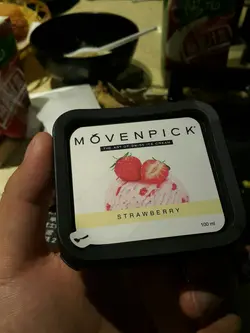 MÖVENPICK®
THE ART OF SWISS ICE CREAM
STRAWBERRY
100 ml